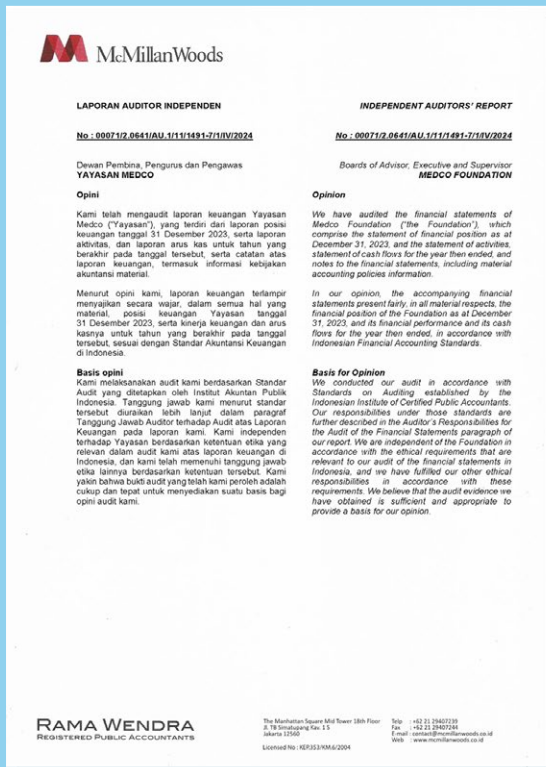 McMillanWoods
LAPORAN AUDITOR INDEPENDEN
No : 00071/2.0641/AU.1/11/1491-7/1/IV/2024
Dewan Pembina, Pengurus dan Pengawas
YAYASAN MEDCO
Opini
Kami telah mengaudit laporan keuangan Yayasan
Medco ("Yayasan"), yang terdiri dari laporan posisi
keuangan tanggal 31 Desember 2023, serta laporan
aktivitas, dan laporan arus kas untuk tahun yang
berakhir pada tanggal tersebut, serta catatan atas
laporan keuangan, termasuk informasi kebijakan
akuntansi material.
Menurut opini kami, laporan keuangan terlampir
menyajikan secara wajar, dalam semua hal yang
material, posisi keuangan Yayasan tanggal
31 Desember 2023, serta kinerja keuangan dan arus
kasnya untuk tahun yang berakhir pada tanggal
tersebut, sesuai dengan Standar Akuntansi Keuangan
di Indonesia.
Basis opini
Kami melaksanakan audit kami berdasarkan Standar
Audit yang ditetapkan oleh Institut Akuntan Publik
Indonesia. Tanggung jawab kami menurut standar
tersebut diuraikan lebih lanjut dalam paragraf
Tanggung Jawab Auditor terhadap Audit atas Laporan
Keuangan pada laporan kami. Kami independen
terhadap Yayasan berdasarkan ketentuan etika yang
relevan dalam audit kami atas laporan keuangan di
Indonesia, dan kami telah memenuhi tanggung jawab
etika lainnya berdasarkan ketentuan tersebut. Kami
yakin bahwa bukti audit yang telah kami peroleh adalah
cukup dan tepat untuk menyediakan suatu basis bagi
opini audit kami.
INDEPENDENT AUDITORS' REPORT
No : 00071/2.0641/AU.1/11/1491-7/1/IV/2024
Boards of Advisor, Executive and Supervisor
MEDCO FOUNDATION
Opinion
We have audited the financial statements of
Medco Foundation ("the Foundation"), which
comprise the statement of financial position as at
December 31, 2023, and the statement of activities,
statement of cash flows for the year then ended, and
notes to the financial statements, including material
accounting policies information.
In our opinion, the accompanying financial
statements present fairly, in all material respects, the
financial position of the Foundation as at December
31, 2023, and its financial performance and its cash
flows for the year then ended, in accordance with
Indonesian Financial Accounting Standards.
Basis for Opinion
We conducted our audit in accordance with
Standards on Auditing established by the
Indonesian Institute of Certified Public Accountants.
Our responsibilities under those standards are
further described in the Auditor's Responsibilities for
the Audit of the Financial Statements paragraph of
our report. We are independent of the Foundation in
accordance with the ethical requirements that are
relevant to our audit of the financial statements in
Indonesia, and we have fulfilled our other ethical
responsibilities in accordance with these
requirements. We believe that the audit evidence we
have obtained is sufficient and appropriate to
provide a basis for our opinion.
RAMA WENDRA
REGISTERED PUBLIC ACCOUNTANTS
The Manhattan Square Mid Tower 18th Floor
Jl. TB Simatupang Kav. 1 S
Jakarta 12560
Licensed No : KEP.353/KM.6/2004
Telp : +62 21 29407239
Fax : +62 21 29407244
E-mail : contact@mcmillanwoods.co.id
Web : www.mcmillanwoods.co.id